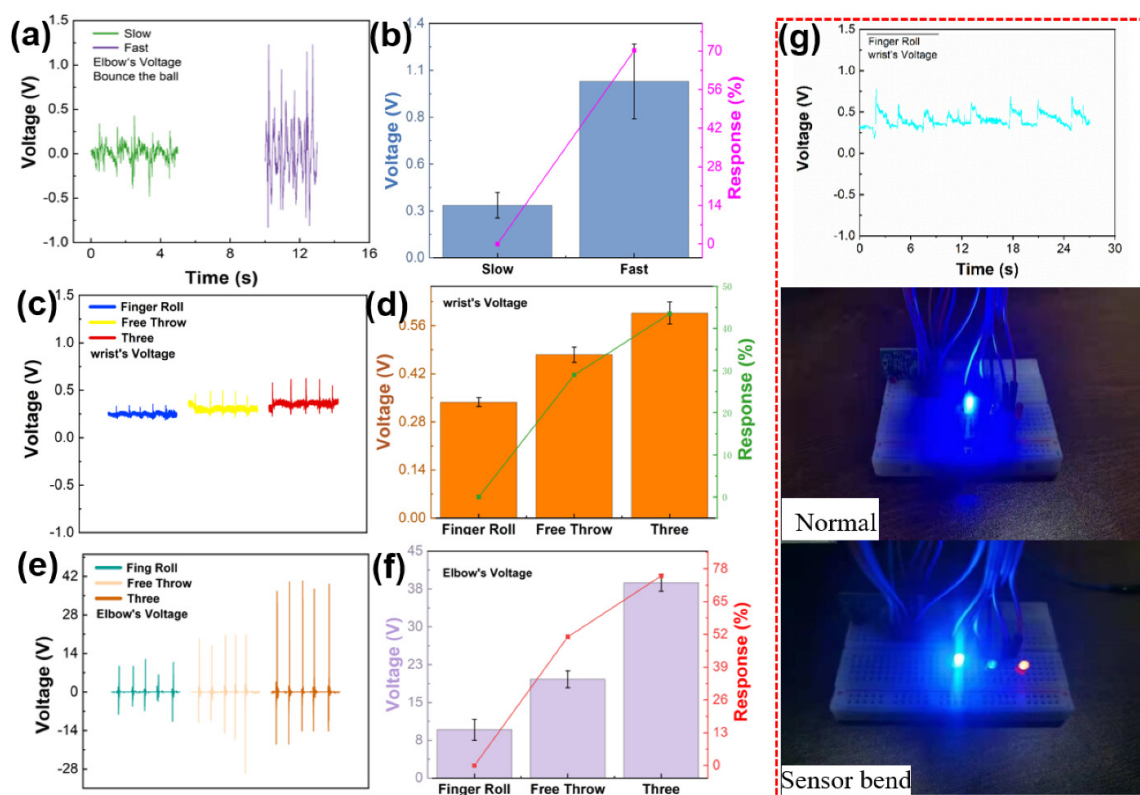 (a)
Slow
Fast
Elbow's Voltage
Bounce the ball
Voltage (V)
1.5
1.0
0.5
0.0
-0.5
-1.0
0 4 8 12 16
Time (s)
(b)
Voltage (V)
1.4
1.1
0.8
0.6
0.3
0.0
Slow Fast
Response (%)
70
56
42
28
14
0
(c)
Finger Roll
Free Throw
Three
wrist's Voltage
Voltage (V)
1.5
1.0
0.5
0.0
-0.5
-1.0
(d)
wrist's Voltage
Voltage (V)
0.56
0.42
0.28
0.14
0.00
Finger Roll Free Throw Three
Response (%)
50
40
30
20
10
0
(e)
Fing Roll
Free Throw
Three
Elbow's Voltage
Voltage (V)
42
28
14
0
-14
-28
(f)
Elbow's Voltage
Voltage (V)
45
38
30
23
15
8
0
Finger Roll Free Throw Three
Response (%)
78
65
52
39
26
13
0
(g)
Finger Roll
wrist's Voltage
Voltage (V)
1.5
1.0
0.5
0.0
-0.5
-1.0
0 6 12 18 24 30
Time (s)
Normal
Sensor bend